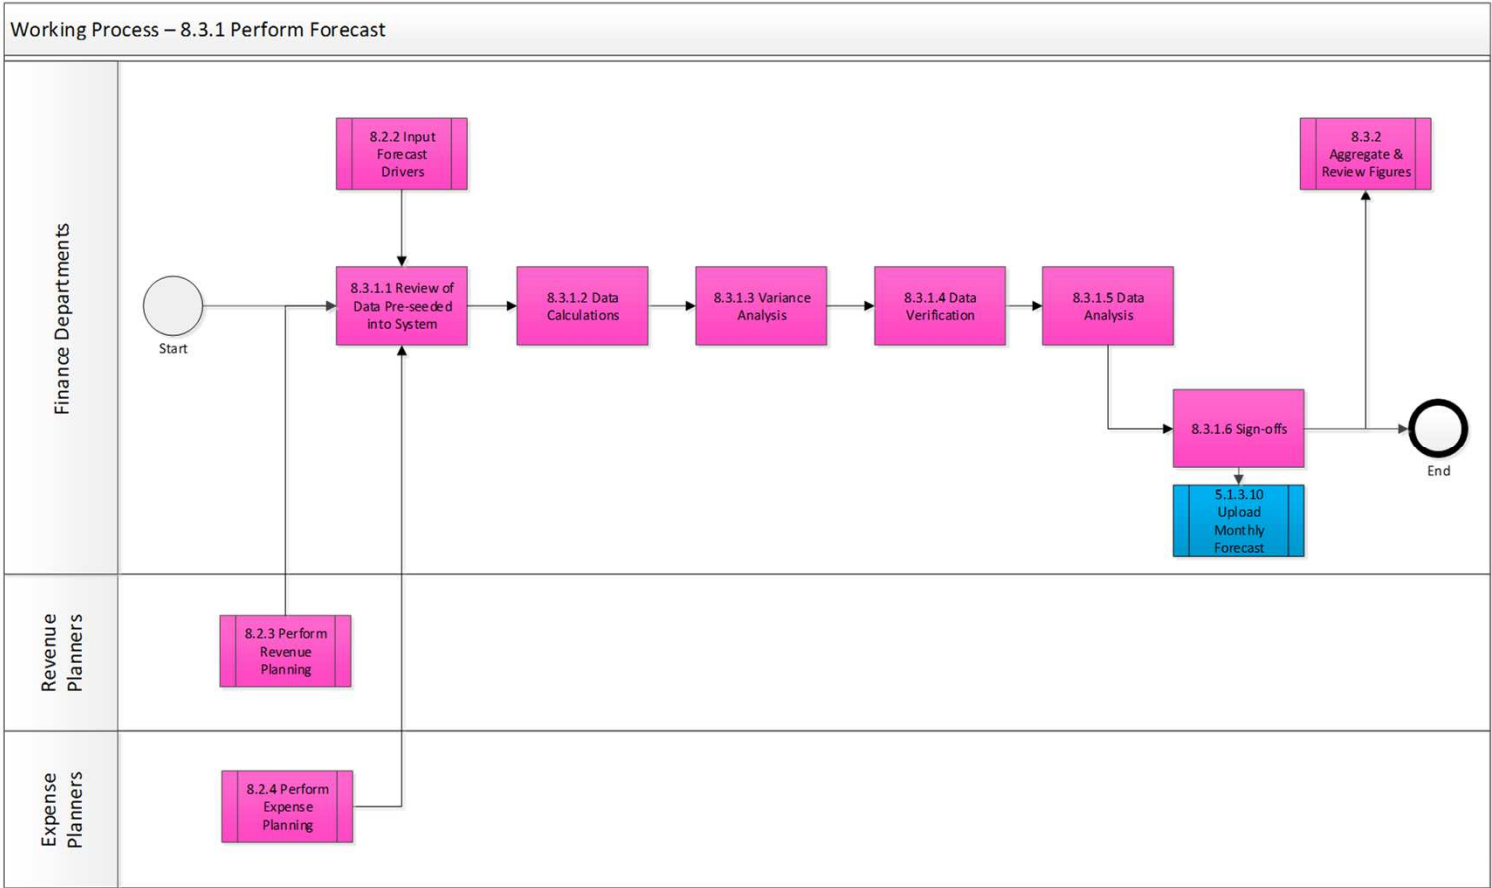 Working Process – 8.3.1 Perform Forecast
Finance Departments
8.2.2 Input
Forecast
Drivers
8.3.2
Aggregate &
Review Figures
Start
8.3.1.1 Review of
Data Pre-seeded
into System
8.3.1.2 Data
Calculations
8.3.1.3 Variance
Analysis
8.3.1.4 Data
Verification
8.3.1.5 Data
Analysis
8.3.1.6 Sign-offs
End
5.1.3.10
Upload
Monthly
Forecast
Revenue
Planners
8.2.3 Perform
Revenue
Planning
Expense
Planners
8.2.4 Perform
Expense
Planning